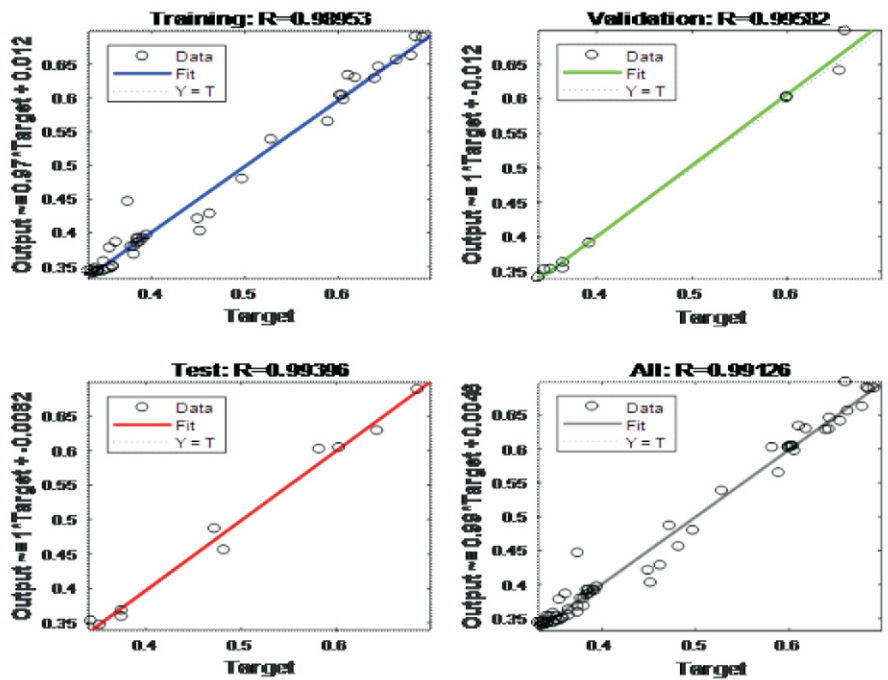 Training: R=0.98953
Output ~= 0.97*Target + 0.012
Data
Fit
Y = T
0.65
0.6
0.55
0.5
0.45
0.4
0.35
0.4
0.5
0.6
Target
Validation: R=0.99582
Output ~= 1*Target + -0.012
Data
Fit
Y = T
0.65
0.6
0.55
0.5
0.45
0.4
0.35
0.4
0.5
0.6
Target
Test: R=0.99396
Output ~= 1*Target + -0.0082
Data
Fit
Y = T
0.65
0.6
0.55
0.5
0.45
0.4
0.35
0.4
0.5
0.6
Target
All: R=0.99126
Output ~= 0.99*Target + 0.0046
Data
Fit
Y = T
0.65
0.6
0.55
0.5
0.45
0.4
0.35
0.4
0.5
0.6
Target